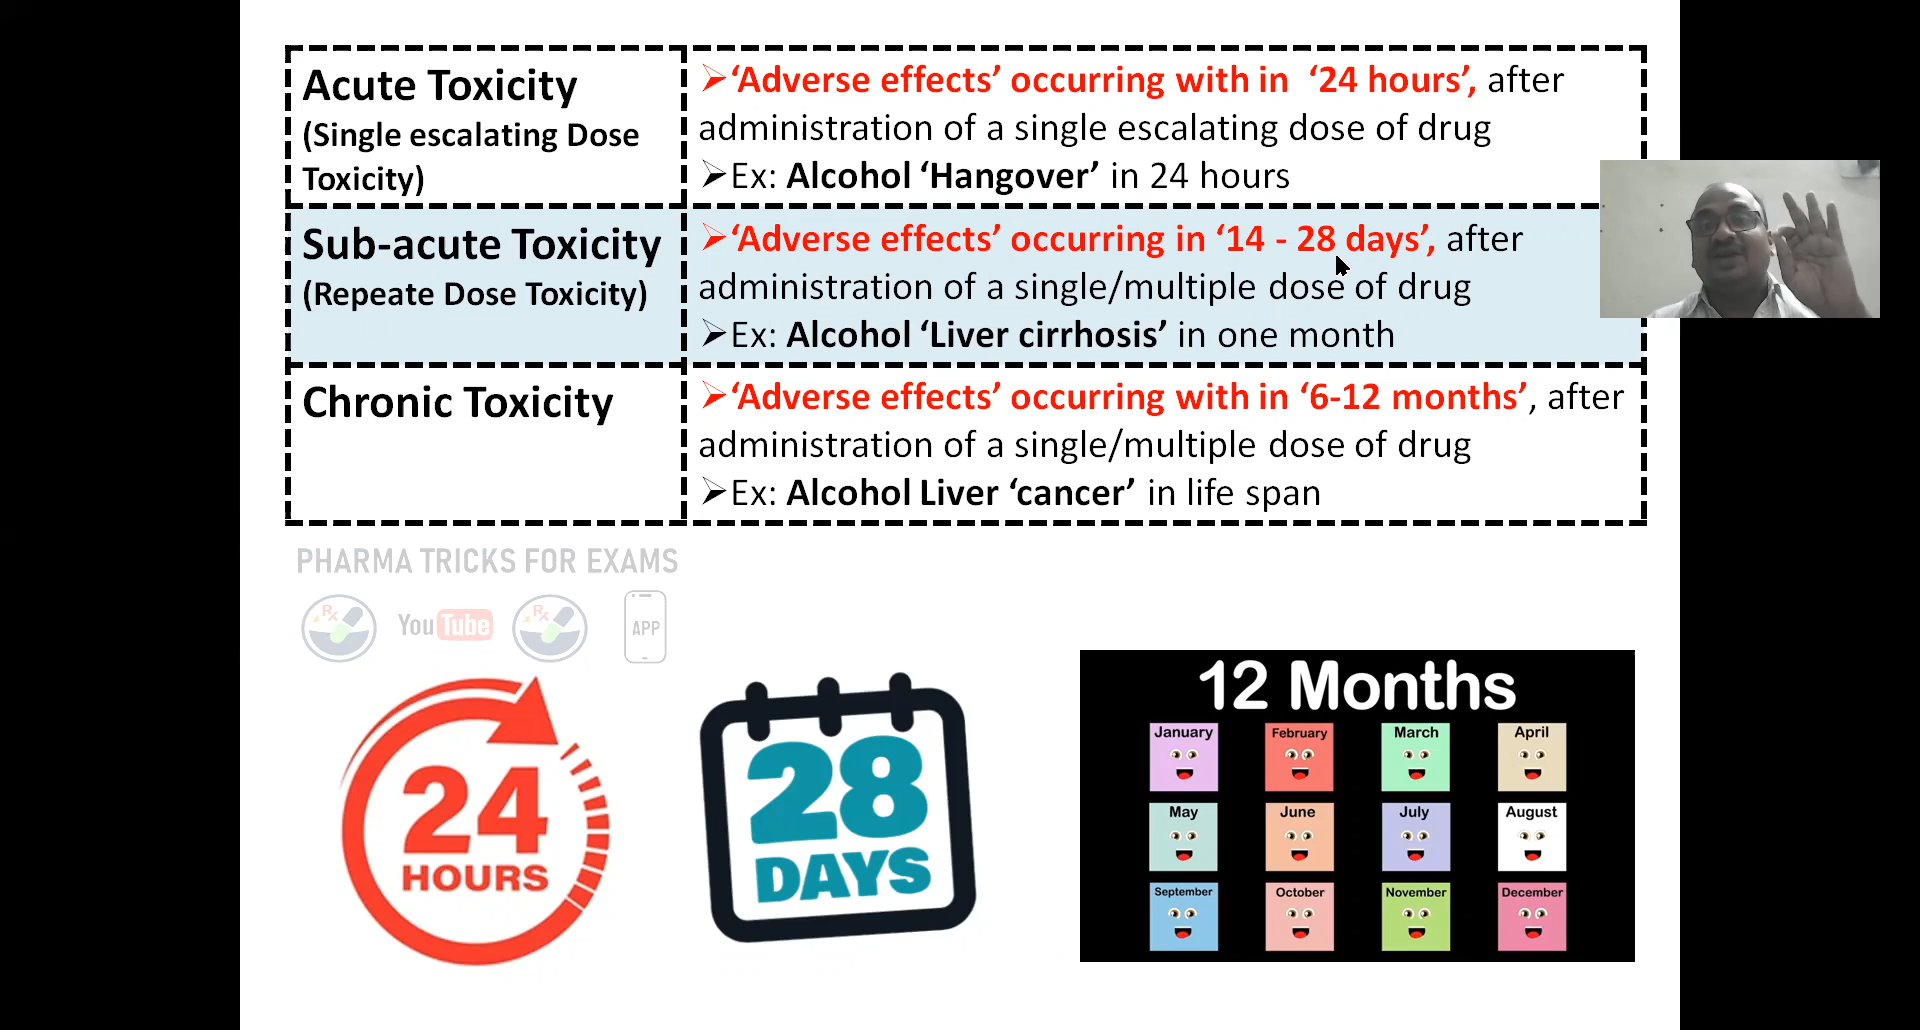 Acute Toxicity
(Single escalating Dose
Toxicity)
➢‘Adverse effects’ occurring with in ‘24 hours’, after
administration of a single escalating dose of drug
➢Ex: Alcohol ‘Hangover’ in 24 hours
Sub-acute Toxicity
(Repeate Dose Toxicity)
➢‘Adverse effects’ occurring in ‘14 - 28 days’, after
administration of a single/multiple dose of drug
➢Ex: Alcohol ‘Liver cirrhosis’ in one month
Chronic Toxicity
➢‘Adverse effects’ occurring with in ‘6-12 months’, after
administration of a single/multiple dose of drug
➢Ex: Alcohol Liver ‘cancer’ in life span
PHARMA TRICKS FOR EXAMS
Rx
YouTube
Rx
APP
24
HOURS
28
DAYS
12 Months
January February March April
May June July August
September October November December